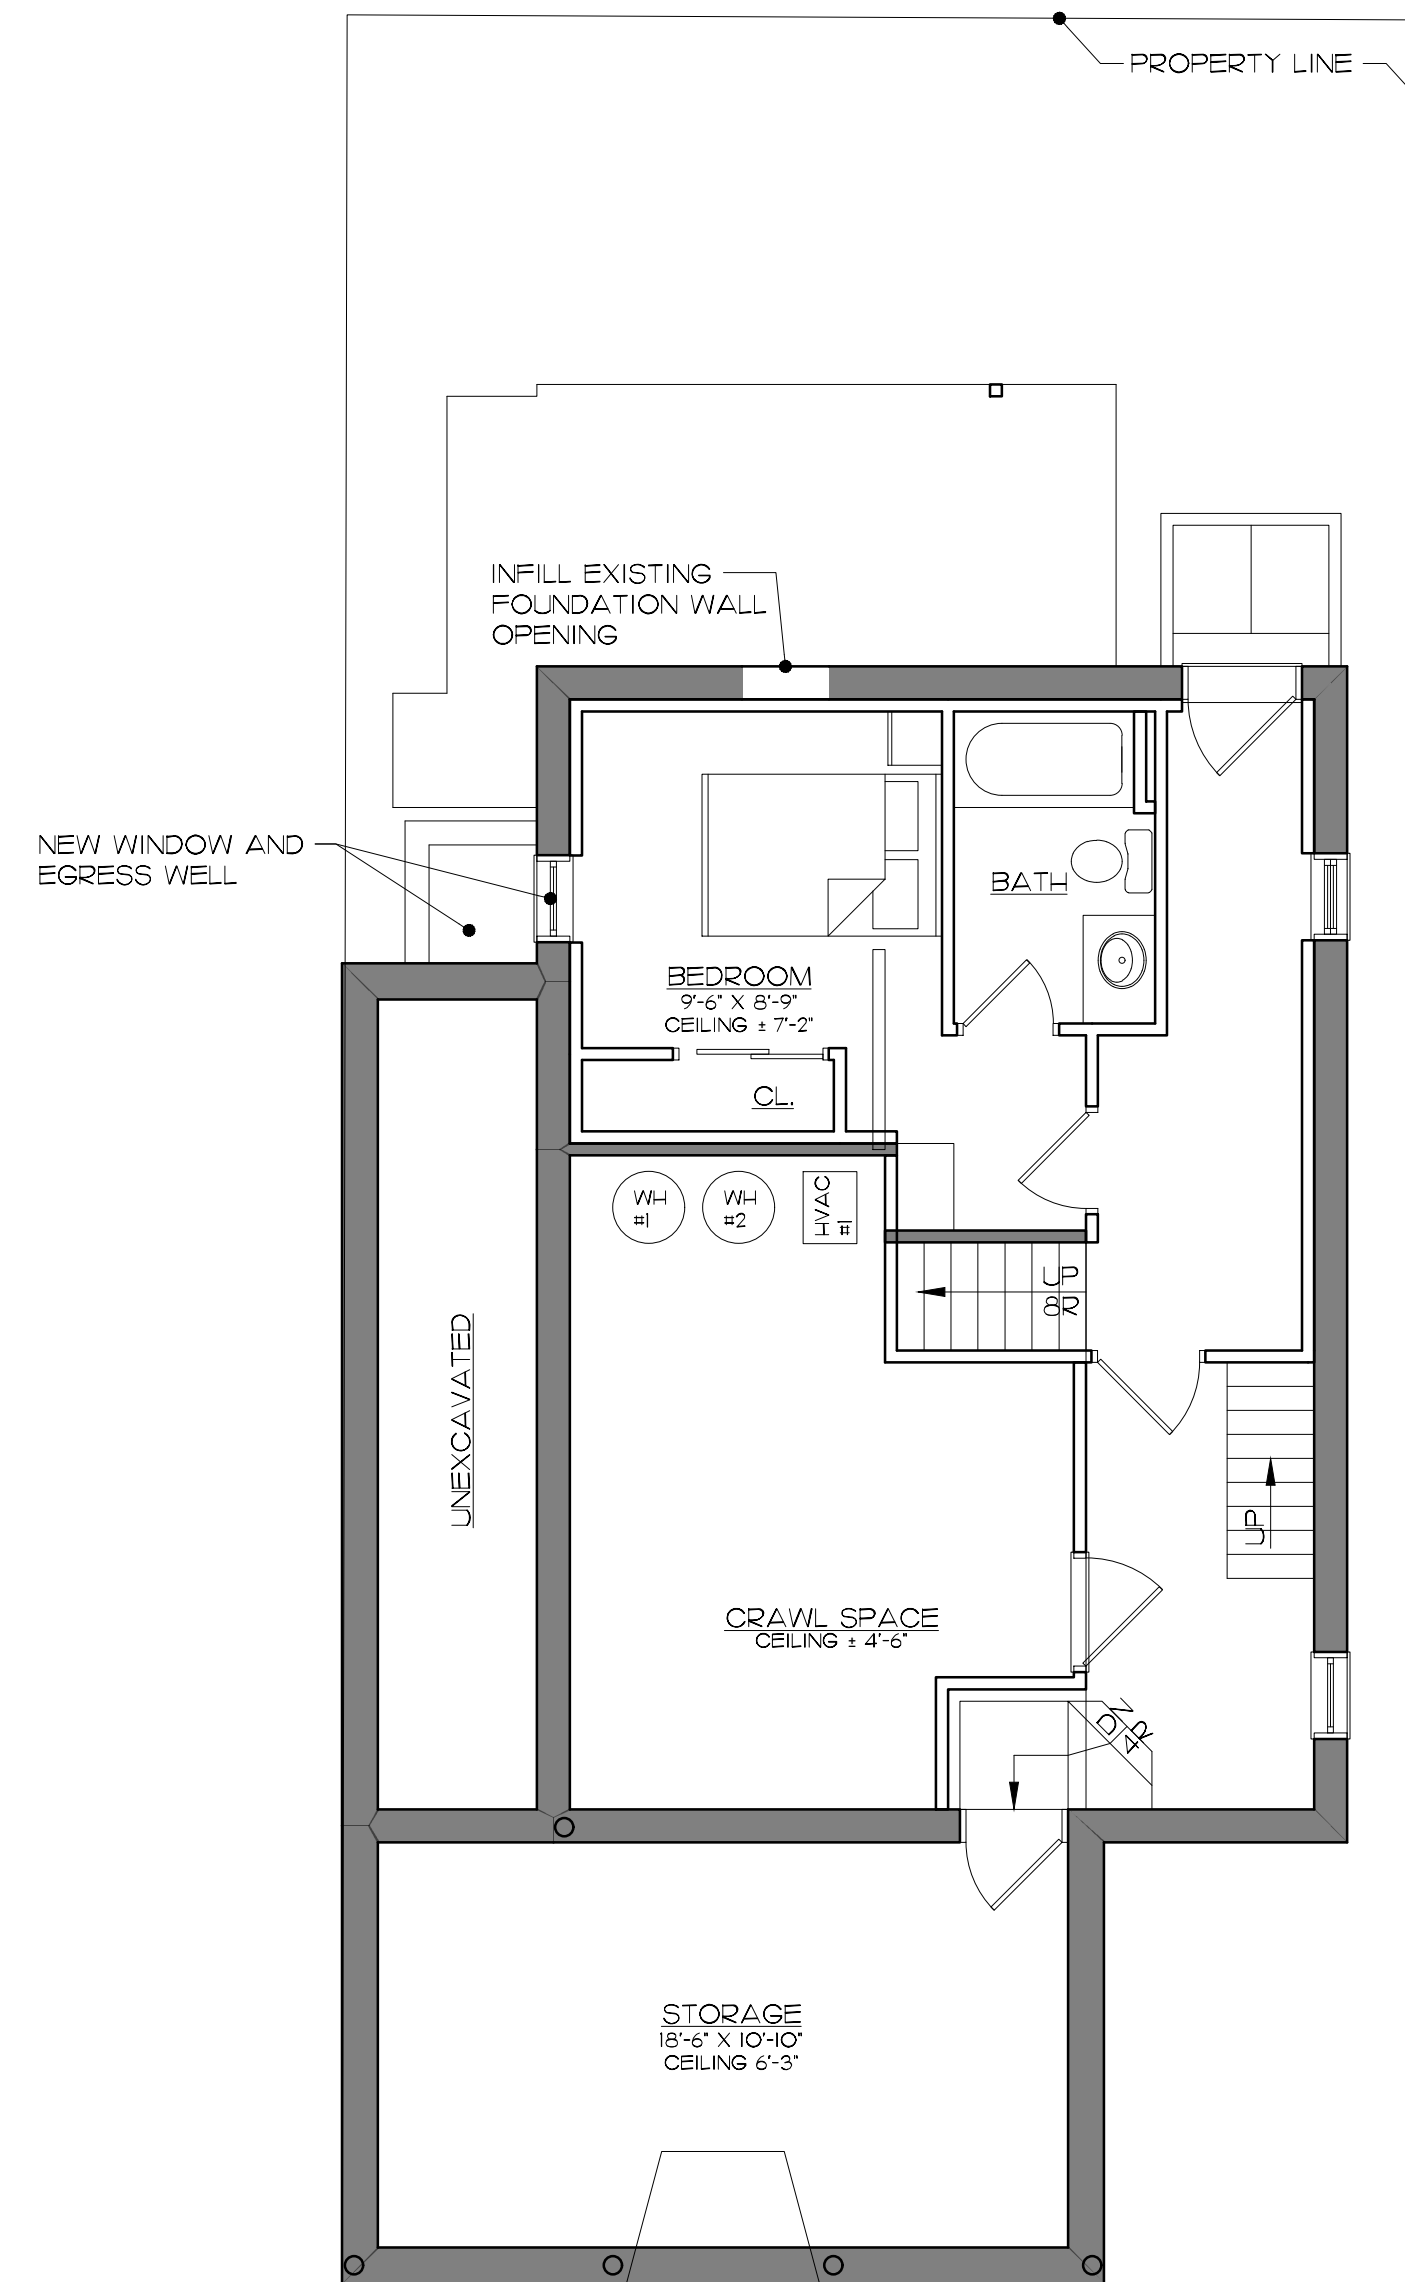 PROPERTY LINE
INFILL EXISTING
FOUNDATION WALL
OPENING
NEW WINDOW AND
EGRESS WELL
BATH
BEDROOM
9'-6" X 8'-9"
CEILING ± 7'-2"
CL.
WH
#1
WH
#2
HVAC
#1
UP
8R
UNEXCAVATED
UP
CRAWL SPACE
CEILING ± 4'-6"
DN
4R
STORAGE
18'-6" X 10'-10"
CEILING 6'-3"